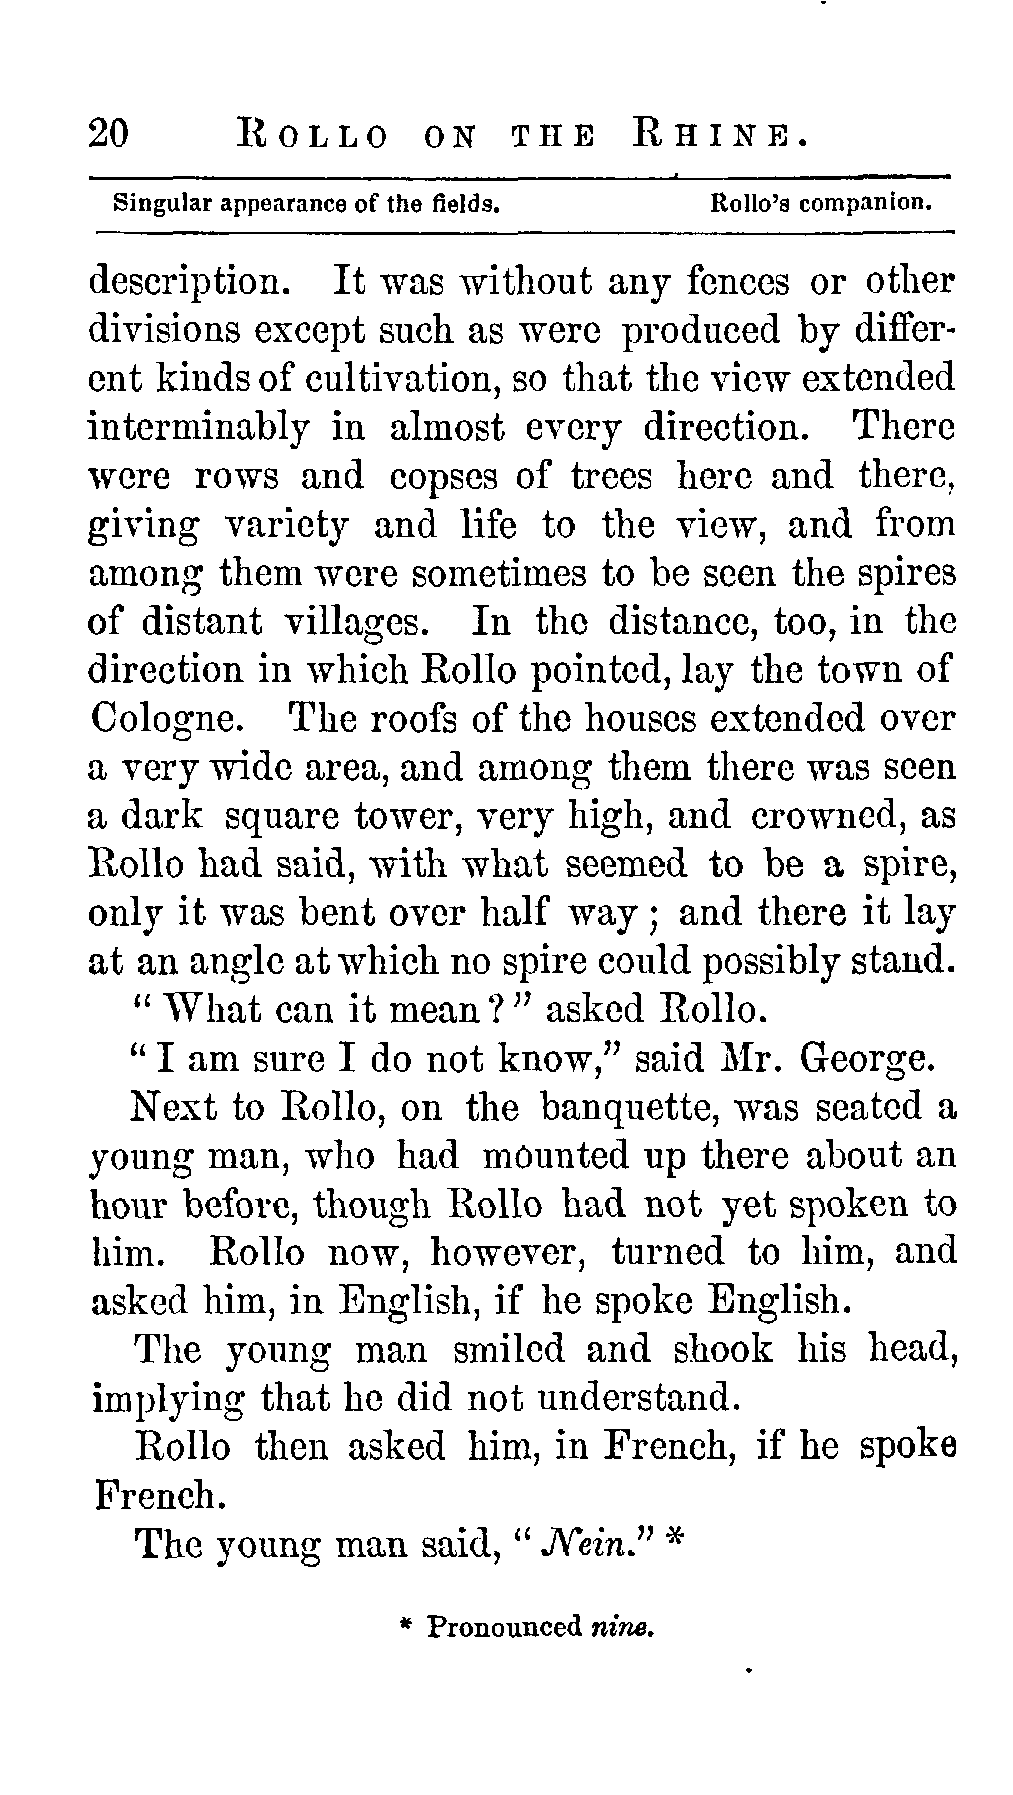 20 ROLLO ON THE RHINE.
Singular appearance of the fields. Rollo's companion.
description. It was without any fences or other
divisions except such as were produced by differ-
ent kinds of cultivation, so that the view extended
interminably in almost every direction. There
were rows and copses of trees here and there,
giving variety and life to the view, and from
among them were sometimes to be seen the spires
of distant villages. In the distance, too, in the
direction in which Rollo pointed, lay the town of
Cologne. The roofs of the houses extended over
a very wide area, and among them there was seen
a dark square tower, very high, and crowned, as
Rollo had said, with what seemed to be a spire,
only it was bent over half way; and there it lay
at an angle at which no spire could possibly stand.
"What can it mean?" asked Rollo.
"I am sure I do not know," said Mr. George.
Next to Rollo, on the banquette, was seated a
young man, who had mounted up there about an
hour before, though Rollo had not yet spoken to
him. Rollo now, however, turned to him, and
asked him, in English, if he spoke English.
The young man smiled and shook his head,
implying that he did not understand.
Rollo then asked him, in French, if he spoke
French.
The young man said, "Nein." *
* Pronounced nine.